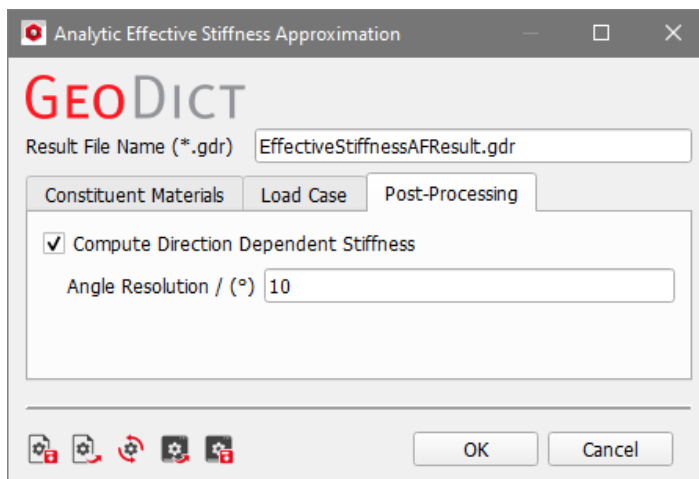 Analytic Effective Stiffness Approximation
GEODICT
Result File Name (*.gdr) EffectiveStiffnessAFResult.gdr
Constituent Materials Load Case Post-Processing
Compute Direction Dependent Stiffness
Angle Resolution / (°) 10
OK Cancel